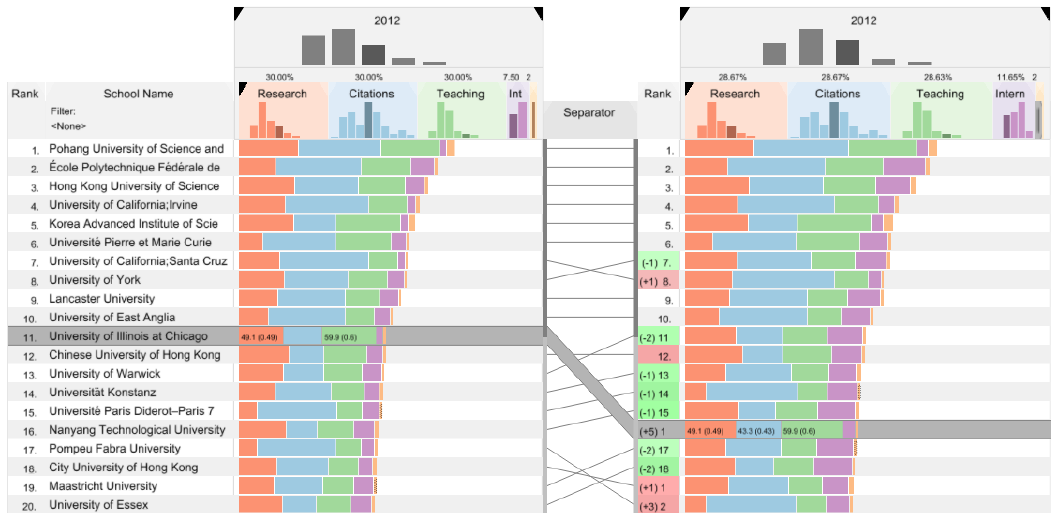 2012
2012
30.00% 30.00% 30.00% 7.50 2
28.67% 28.67% 28.63% 11.65% 2
Rank School Name Research Citations Teaching Int
Separator
Rank Research Citations Teaching Intern
Filter:
<None>
1. Pohang University of Science and 1.
2. École Polytechnique Fédérale de 2.
3. Hong Kong University of Science 3.
4. University of California;Irvine 4.
5. Korea Advanced Institute of Scie 5.
6. Université Pierre et Marie Curie 6.
7. University of California;Santa Cruz (-1) 7.
8. University of York (+1) 8.
9. Lancaster University 9.
10. University of East Anglia 10.
11. University of Illinois at Chicago 49.1 (0.49) 59.9 (0.6) (-2) 11
12. Chinese University of Hong Kong 12.
13. University of Warwick (-1) 13
14. Universität Konstanz (-1) 14
15. Université Paris Diderot–Paris 7 (-1) 15
16. Nanyang Technological University (+5) 1 49.1 (0.49) 43.3 (0.43) 59.9 (0.6)
17. Pompeu Fabra University (-2) 17
18. City University of Hong Kong (-2) 18
19. Maastricht University (+1) 1
20. University of Essex (+3) 2